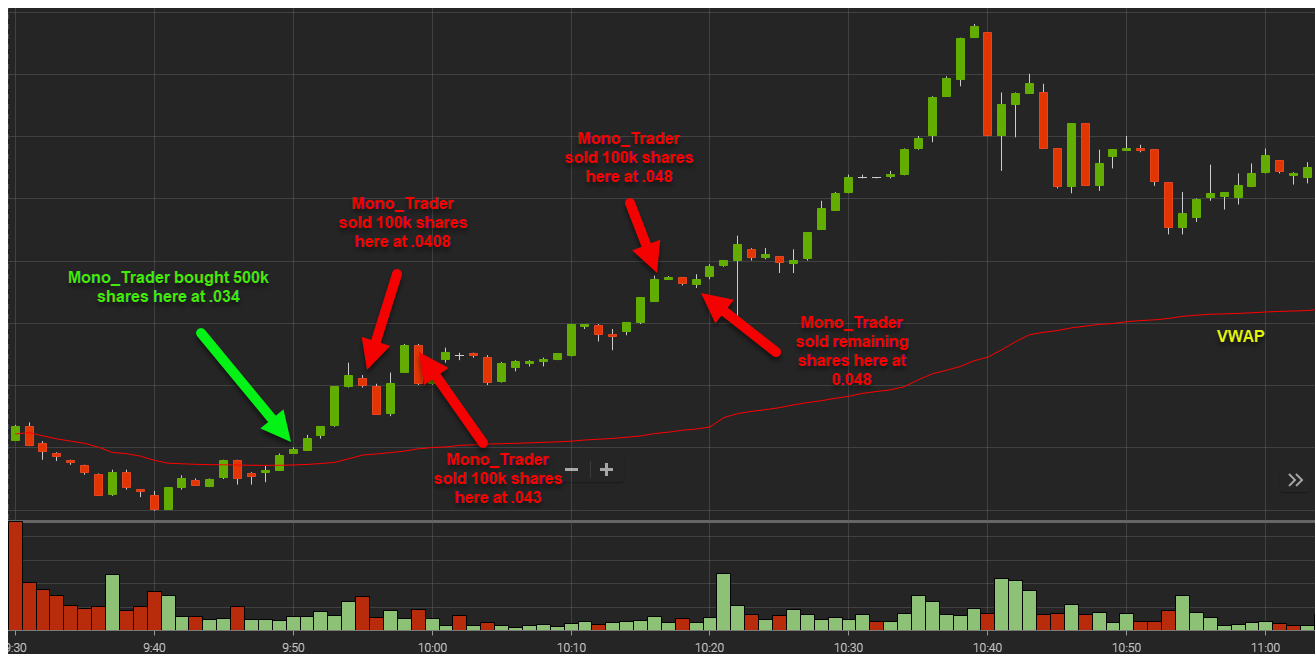 Mono_Trader
sold 100k shares
here at .048
Mono_Trader
sold 100k shares
here at .0408
Mono_Trader bought 500k
shares here at .034
Mono_Trader
sold remaining
shares here at
0.048
VWAP
Mono_Trader
sold 100k shares
here at .043
9:30 9:40 9:50 10:00 10:10 10:20 10:30 10:40 10:50 11:00